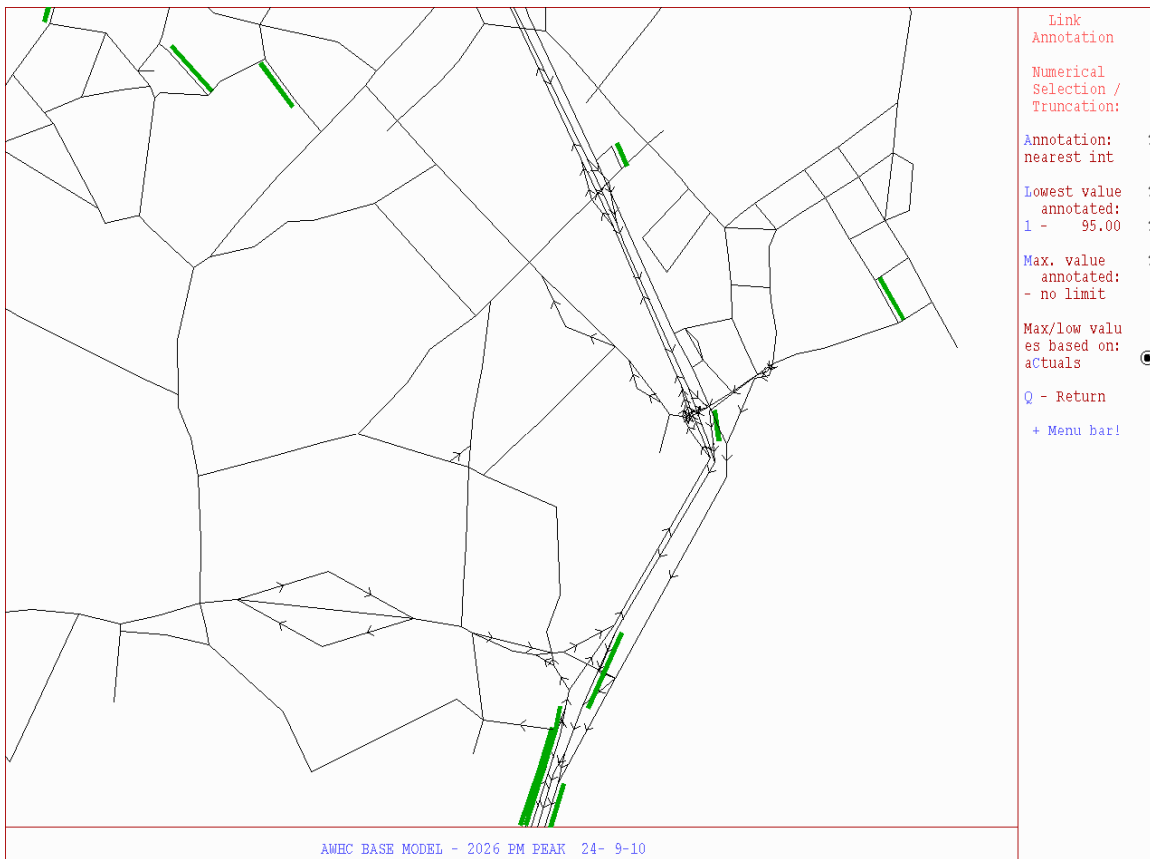 Link
Annotation
Numerical
Selection /
Truncation:
Annotation:
nearest int
Lowest value
annotated:
1 - 95.00
Max. value
annotated:
- no limit
Max/low valu
es based on:
aCtuals
Q - Return
+ Menu bar!
AWHC BASE MODEL - 2026 PM PEAK 24- 9-10